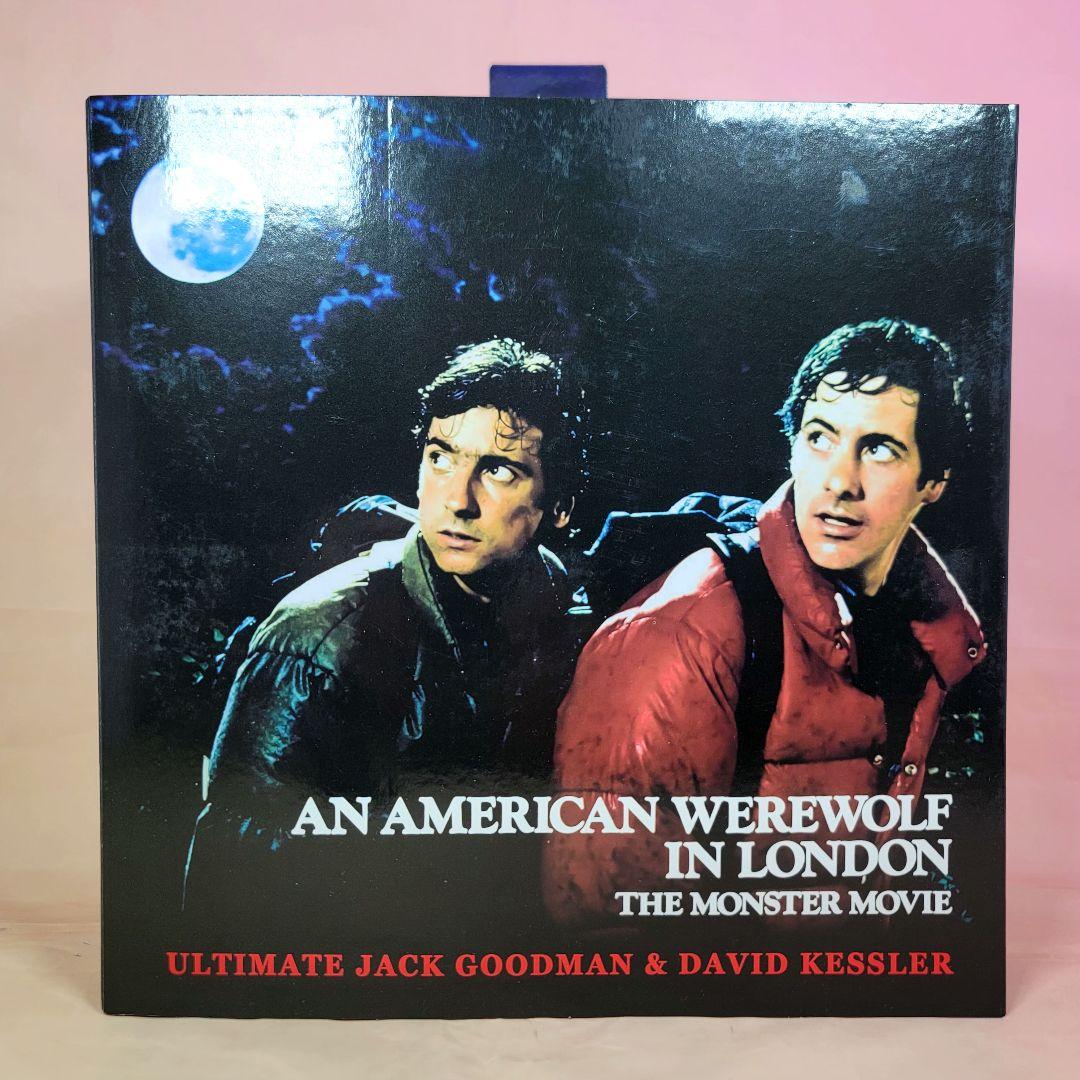 AN AMERICAN WEREWOLF
IN LONDON
THE MONSTER MOVIE
ULTIMATE JACK GOODMAN & DAVID KESSLER